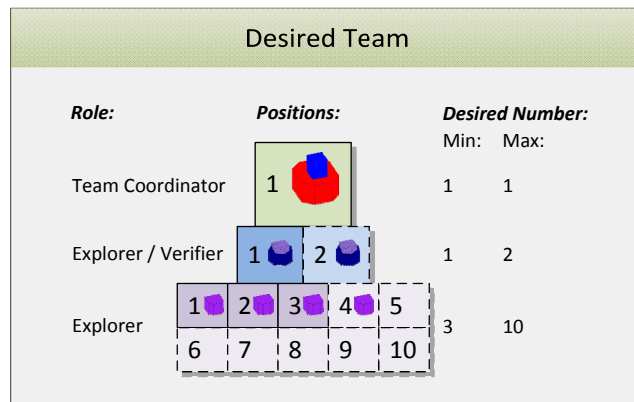 Desired Team
Role: Positions: Desired Number:
Min: Max:
Team Coordinator 1 1 1
Explorer / Verifier 1 2 1 2
1 2 3 4 5
Explorer 3 10
6 7 8 9 10